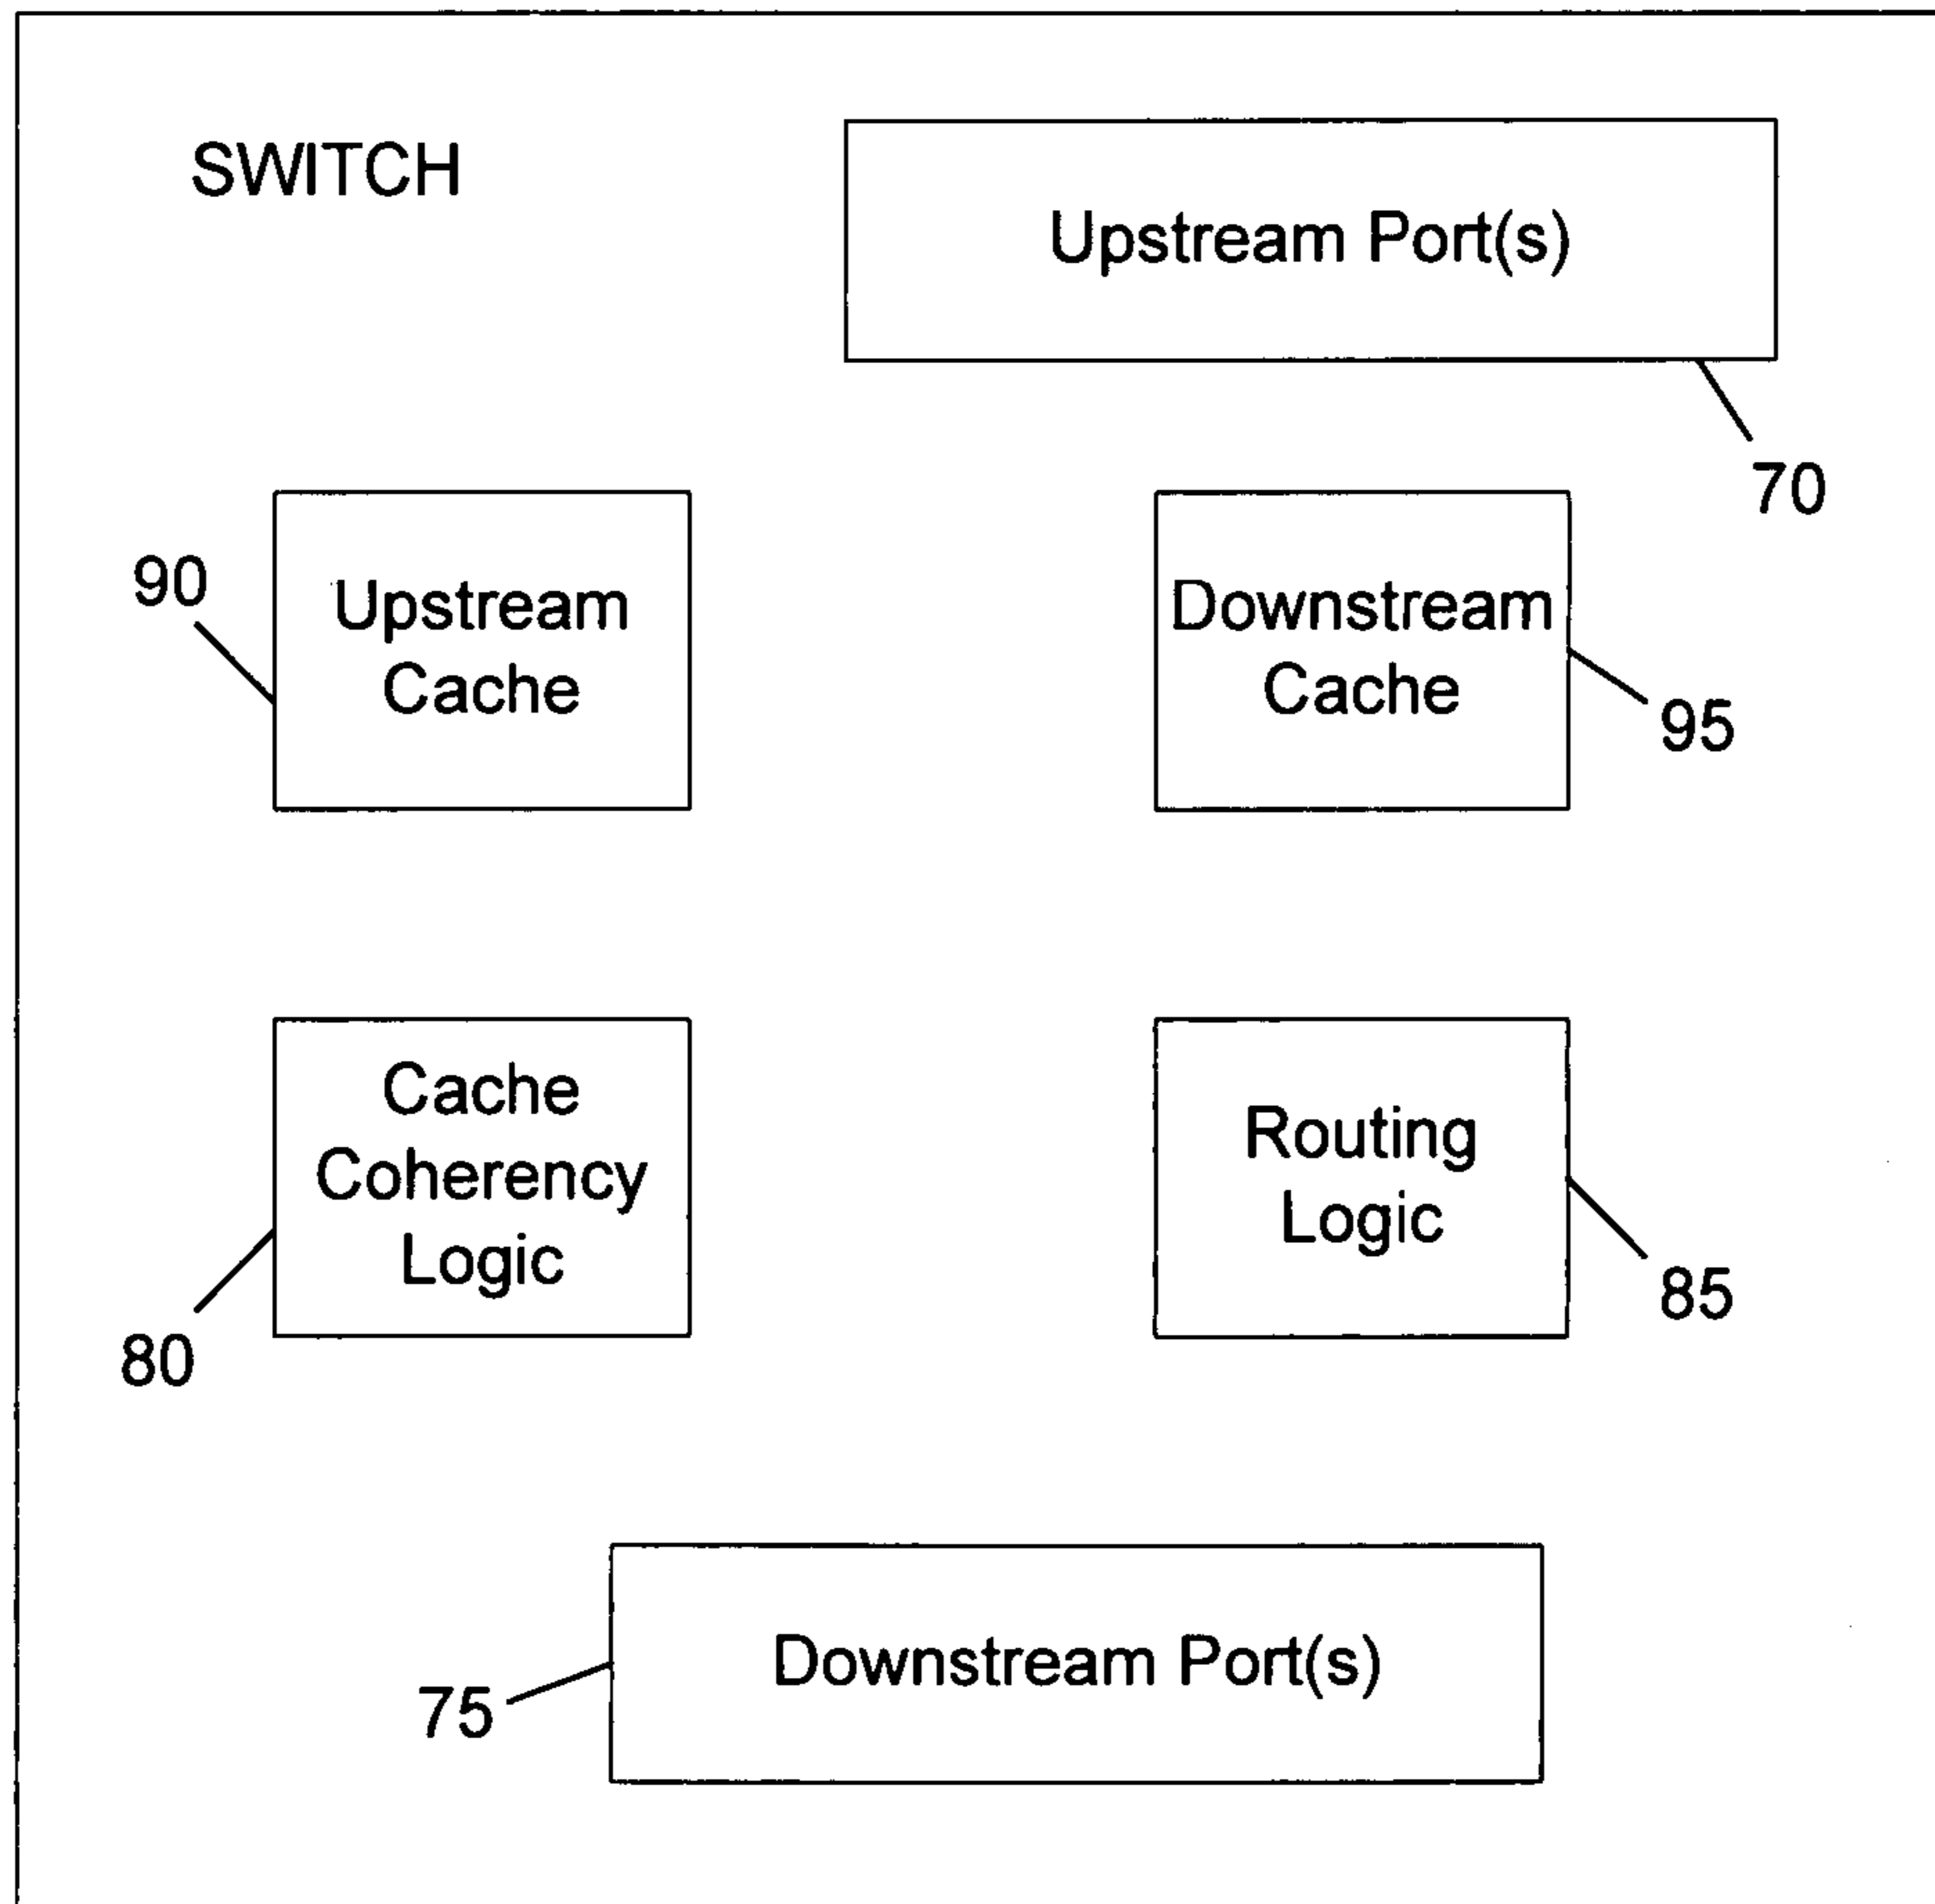 SWITCH
Upstream Port(s)
70
90
Upstream
Cache
Downstream
Cache
95
Cache
Coherency
Logic
80
Routing
Logic
85
Downstream Port(s)
75